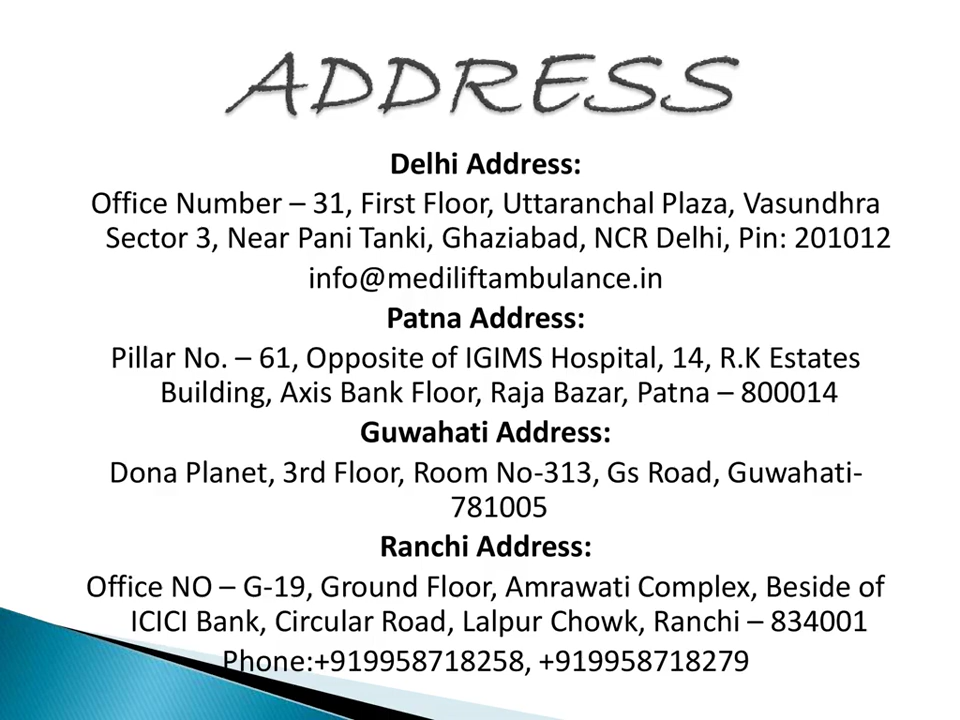 ADDRESS
Delhi Address:
Office Number – 31, First Floor, Uttaranchal Plaza, Vasundhra
Sector 3, Near Pani Tanki, Ghaziabad, NCR Delhi, Pin: 201012
info@mediliftambulance.in
Patna Address:
Pillar No. – 61, Opposite of IGIMS Hospital, 14, R.K Estates
Building, Axis Bank Floor, Raja Bazar, Patna – 800014
Guwahati Address:
Dona Planet, 3rd Floor, Room No-313, Gs Road, Guwahati-
781005
Ranchi Address:
Office NO – G-19, Ground Floor, Amrawati Complex, Beside of
ICICI Bank, Circular Road, Lalpur Chowk, Ranchi – 834001
Phone:+919958718258, +919958718279